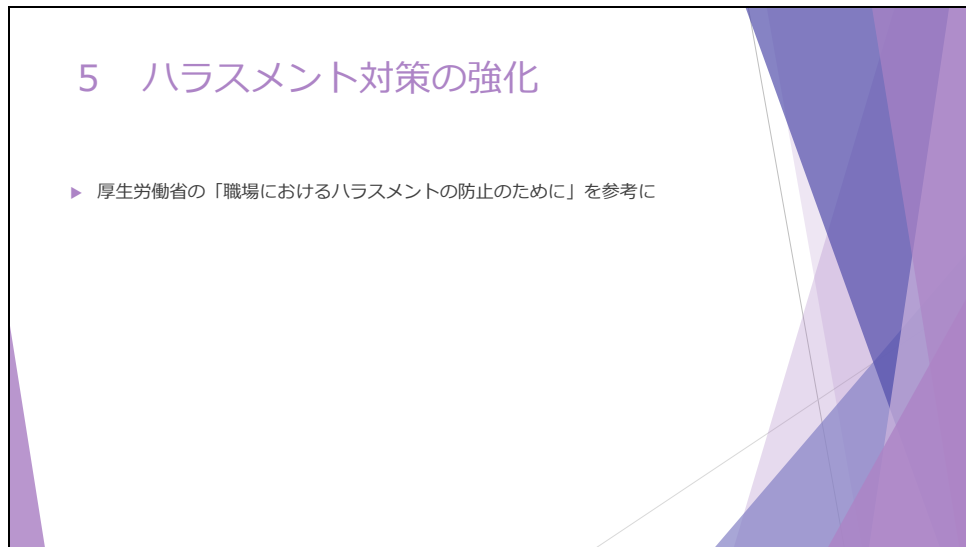 5　ハラスメント対策の強化
▶ 厚生労働省の「職場におけるハラスメントの防止のために」を参考に